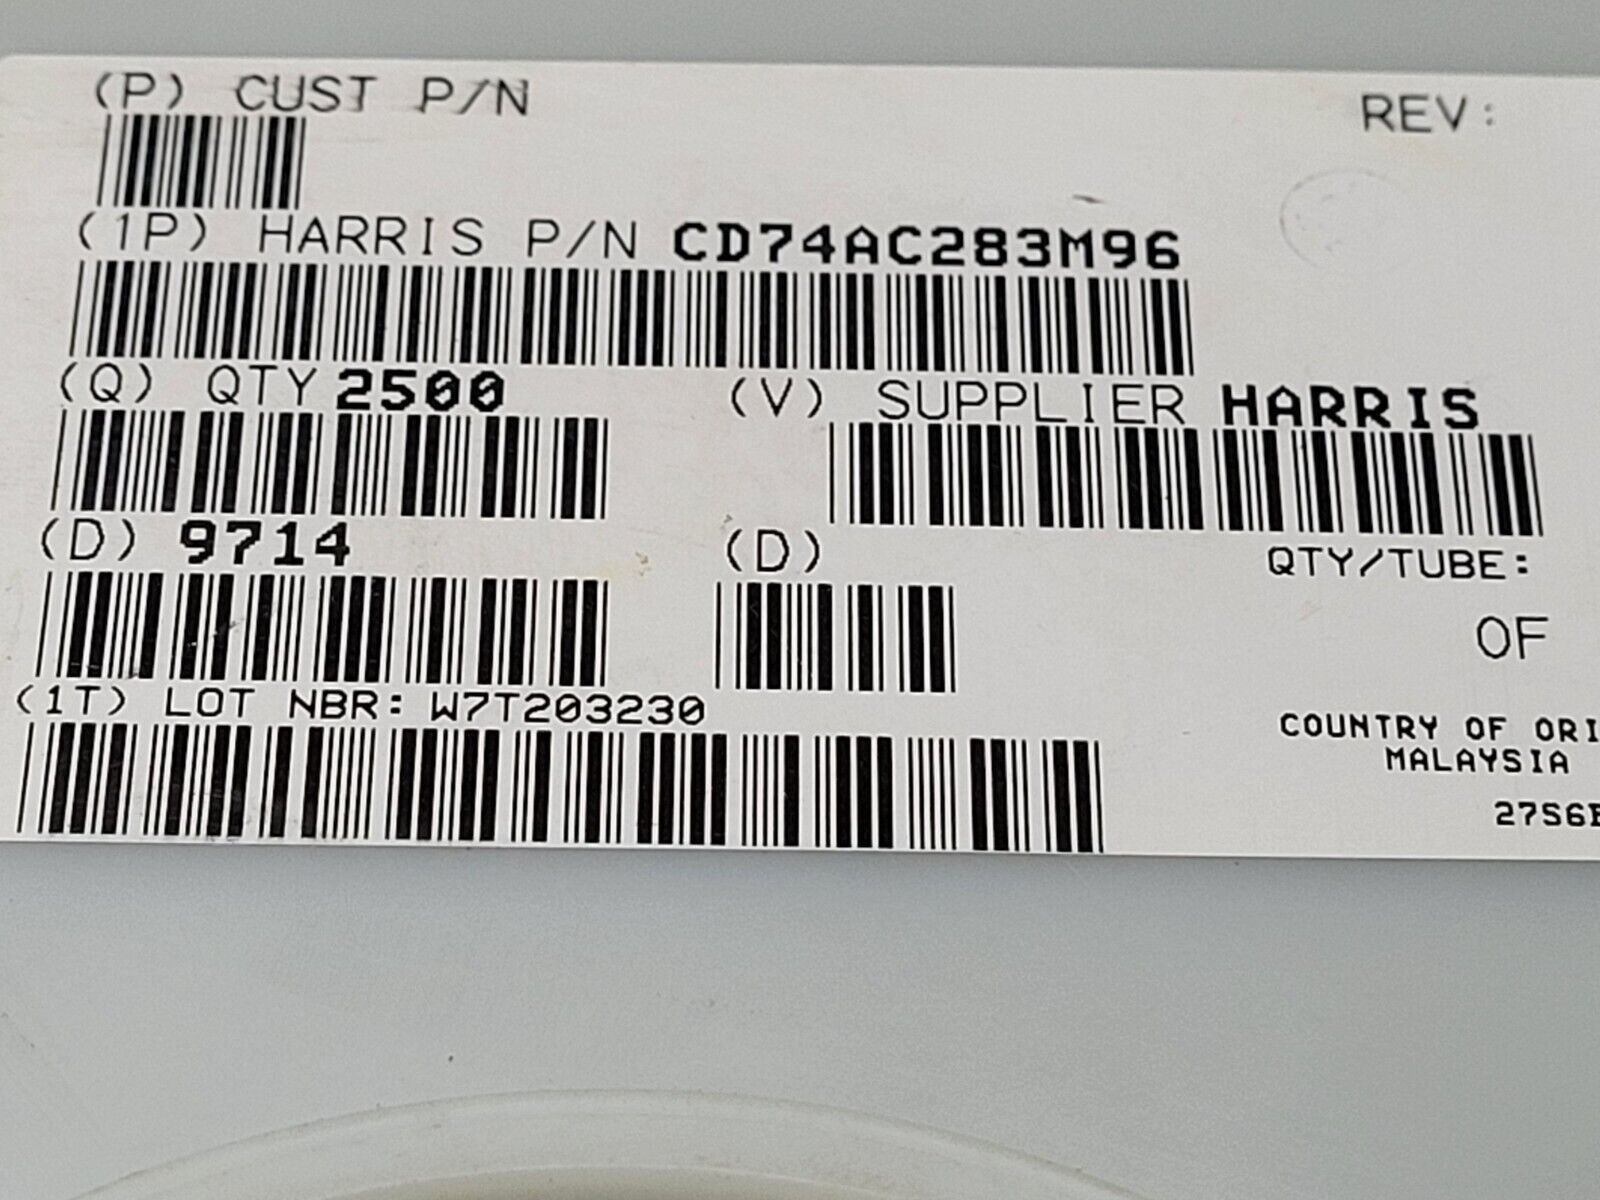 (P) CUST P/N REV:
(1P) HARRIS P/N CD74AC283M96
(Q) QTY 2500 (V) SUPPLIER HARRIS
(D) 9714 (D) QTY/TUBE:
OF
(1T) LOT NBR: W7T203230
COUNTRY OF ORI
MALAYSIA